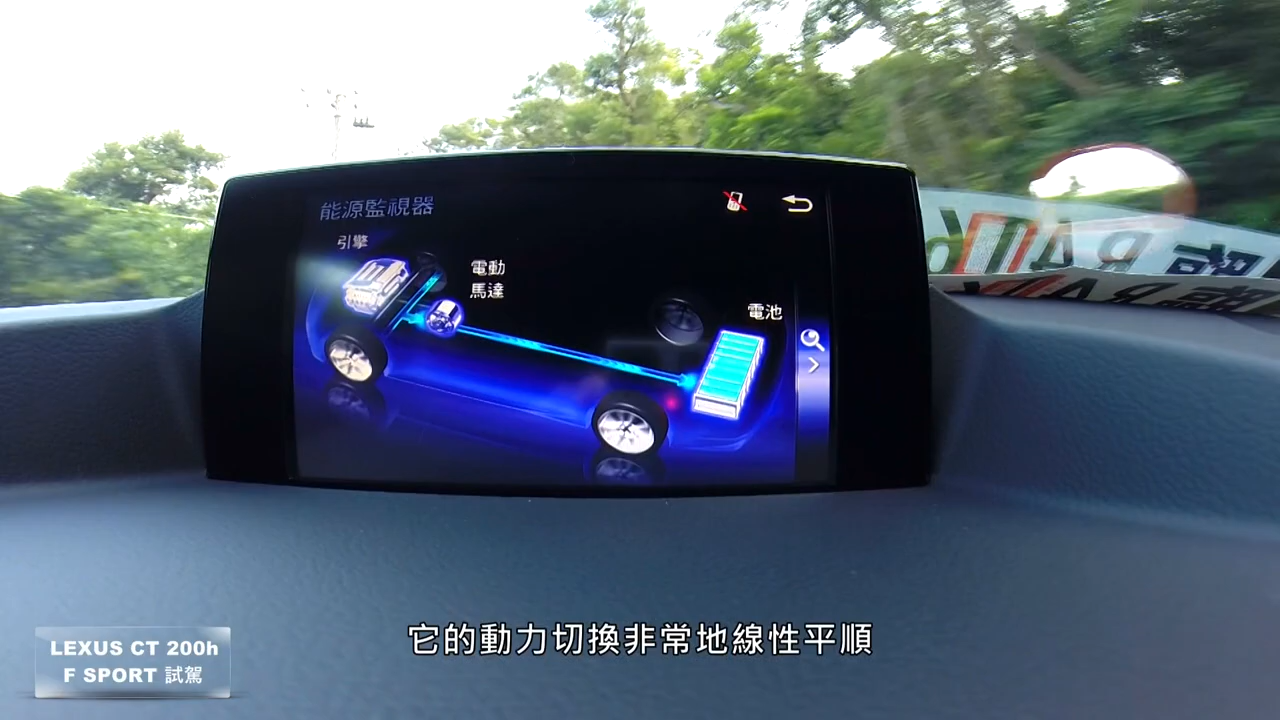 能源監視器
引擎
電動
馬達
電池
它的動力切換非常地線性平順
LEXUS CT 200h
F SPORT 試駕